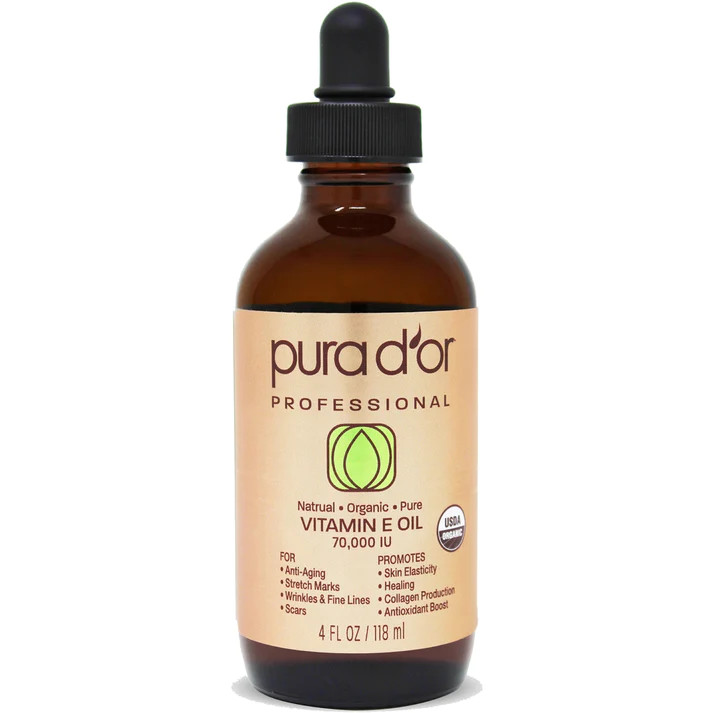 pura d'or
PROFESSIONAL
Natrual • Organic • Pure
VITAMIN E OIL
70,000 IU
USDA
ORGANIC
FOR
• Anti-Aging
• Stretch Marks
• Wrinkles & Fine Lines
• Scars
PROMOTES
• Skin Elasticity
• Healing
• Collagen Production
• Antioxidant Boost
4 FL OZ / 118 ml